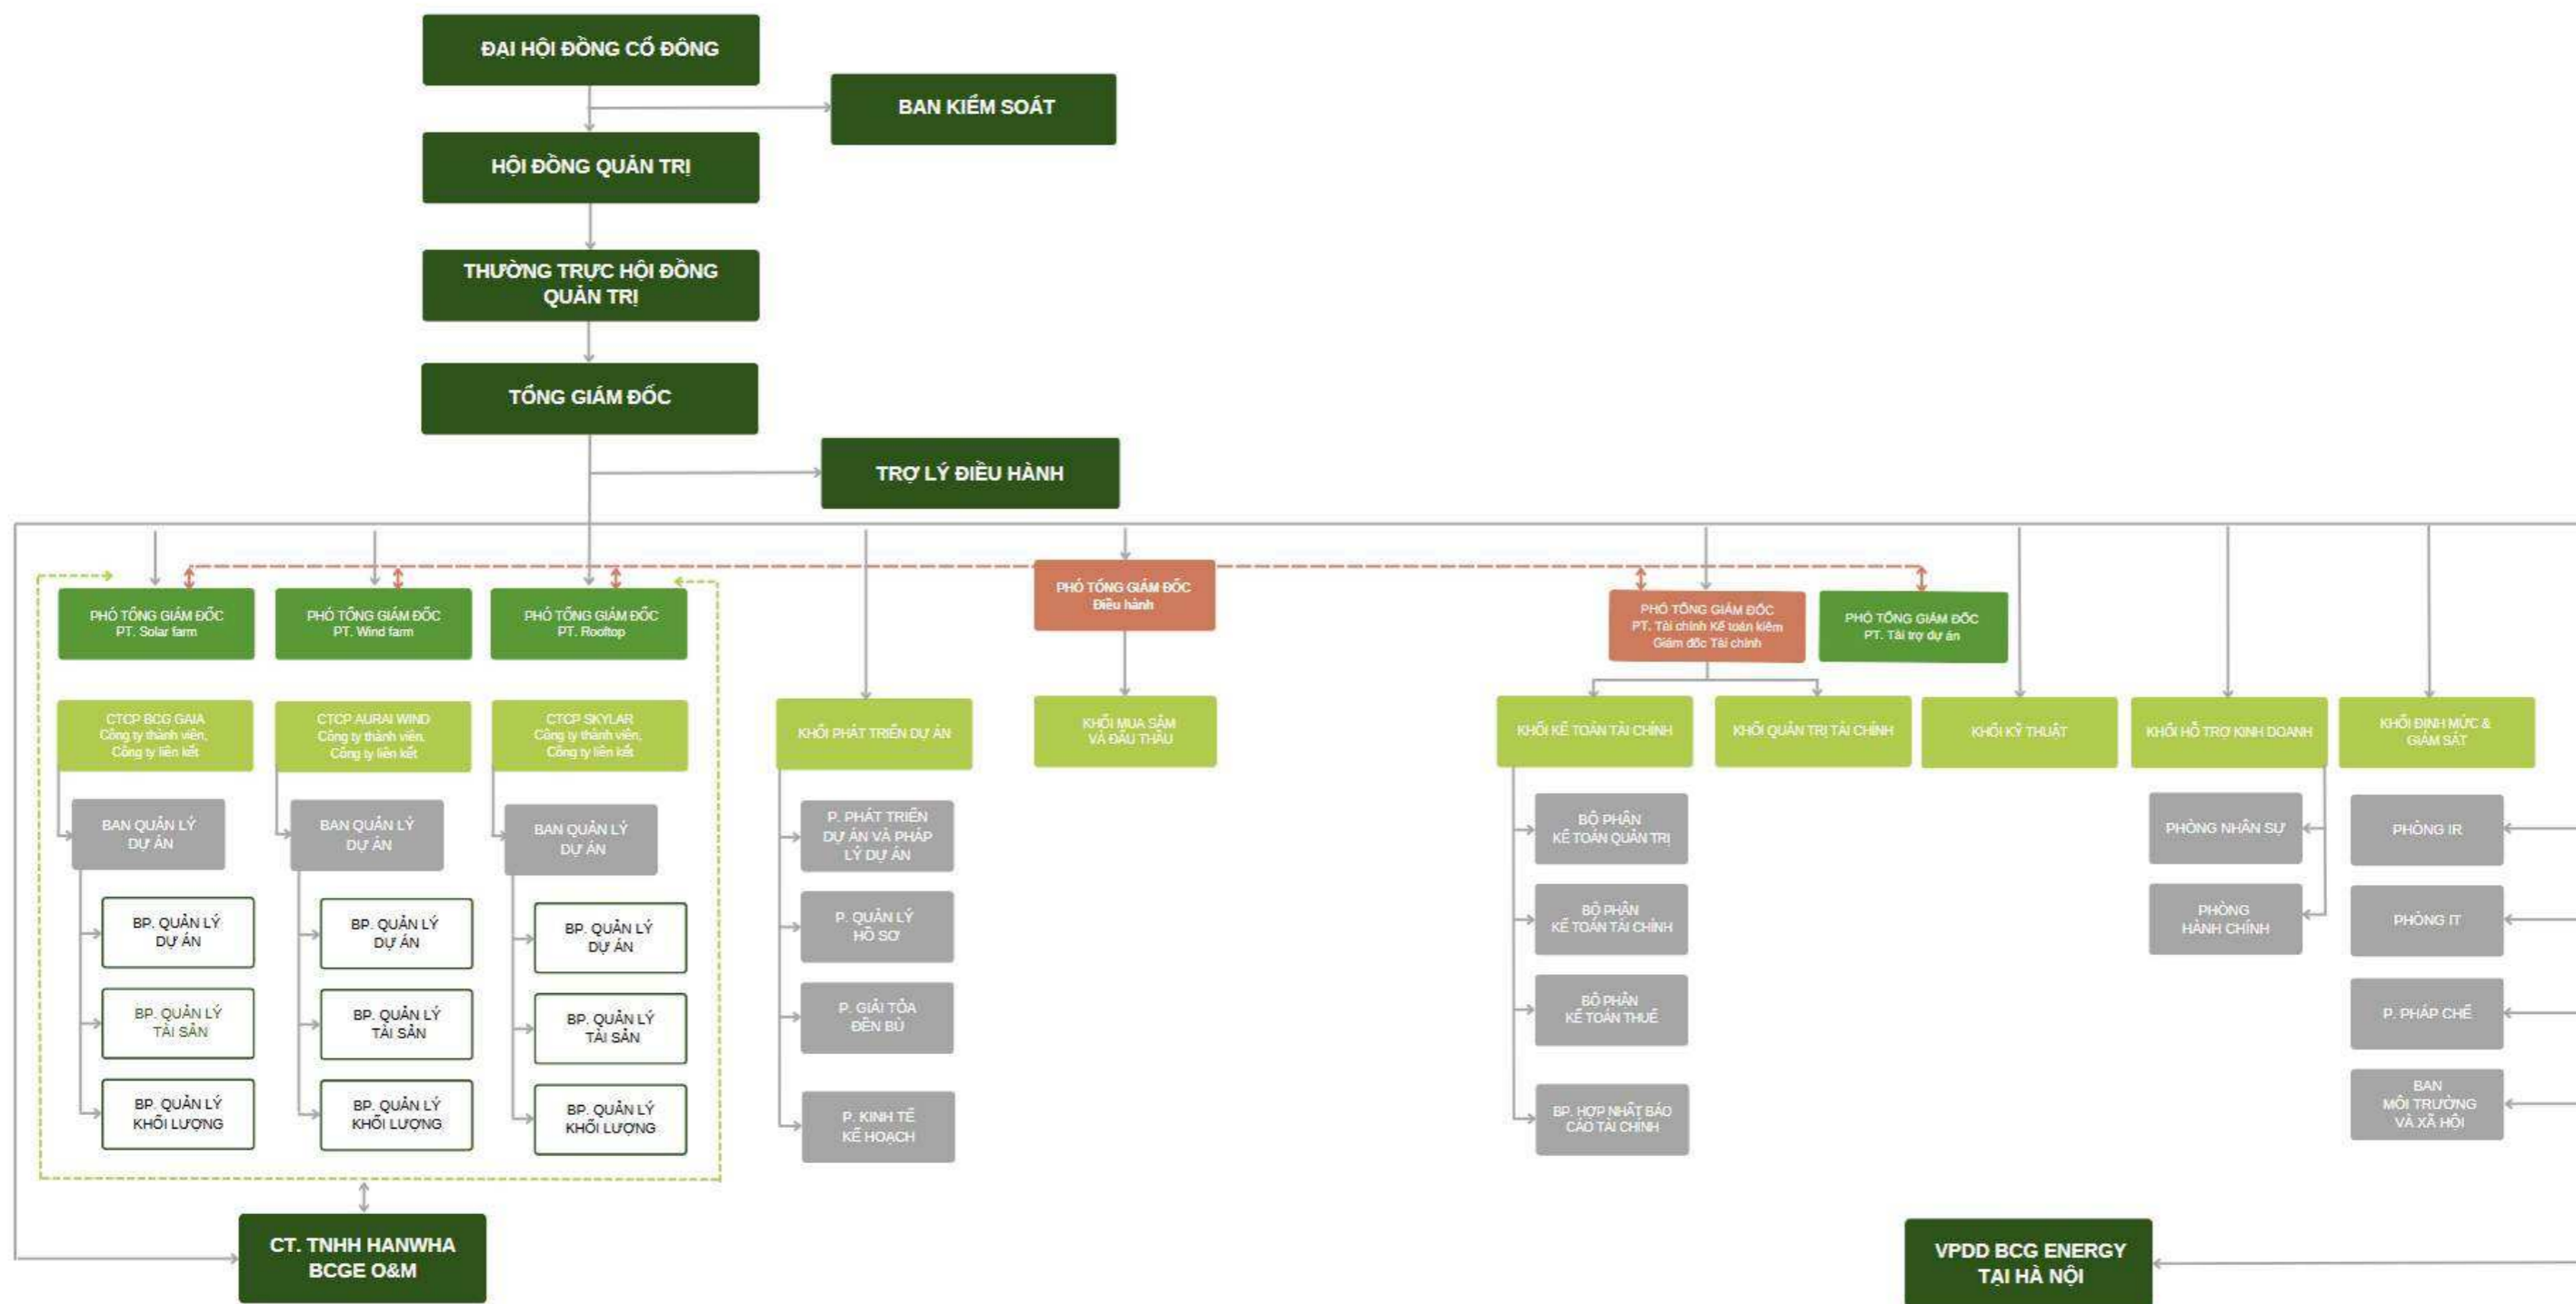 ĐẠI HỘI ĐỒNG CỔ ĐÔNG
BAN KIỂM SOÁT
HỘI ĐỒNG QUẢN TRỊ
THƯỜNG TRỰC HỘI ĐỒNG
QUẢN TRỊ
TỔNG GIÁM ĐỐC
TRỢ LÝ ĐIỀU HÀNH
PHÓ TỔNG GIÁM ĐỐC
PT. Solar farm
PHÓ TỔNG GIÁM ĐỐC
PT. Wind farm
PHÓ TỔNG GIÁM ĐỐC
PT. Rooftop
PHÓ TỔNG GIÁM ĐỐC
Điều hành
PHÓ TỔNG GIÁM ĐỐC
PT. Tài chính Kế toán kiêm
Giám đốc Tài chính
PHÓ TỔNG GIÁM ĐỐC
PT. Tài trợ dự án
CTCP BCG GAIA
Công ty thành viên,
Công ty liên kết
CTCP AURAI WIND
Công ty thành viên,
Công ty liên kết
CTCP SKYLAR
Công ty thành viên,
Công ty liên kết
KHỐI PHÁT TRIỂN DỰ ÁN
KHỐI MUA SẮM
VÀ ĐẤU THẦU
KHỐI KẾ TOÁN TÀI CHÍNH
KHỐI QUẢN TRỊ TÀI CHÍNH
KHỐI KỸ THUẬT
KHỐI HỖ TRỢ KINH DOANH
KHỐI ĐỊNH MỨC &
GIÁM SÁT
BAN QUẢN LÝ
DỰ ÁN
BP. QUẢN LÝ
DỰ ÁN
BP. QUẢN LÝ
TÀI SẢN
BP. QUẢN LÝ
KHỐI LƯỢNG
BAN QUẢN LÝ
DỰ ÁN
BP. QUẢN LÝ
DỰ ÁN
BP. QUẢN LÝ
TÀI SẢN
BP. QUẢN LÝ
KHỐI LƯỢNG
BAN QUẢN LÝ
DỰ ÁN
BP. QUẢN LÝ
DỰ ÁN
BP. QUẢN LÝ
TÀI SẢN
BP. QUẢN LÝ
KHỐI LƯỢNG
P. PHÁT TRIỂN
DỰ ÁN VÀ PHÁP
LÝ DỰ ÁN
P. QUẢN LÝ
HỒ SƠ
P. GIẢI TỎA
ĐỀN BÙ
P. KINH TẾ
KẾ HOẠCH
BỘ PHẬN
KẾ TOÁN QUẢN TRỊ
BỘ PHẬN
KẾ TOÁN TÀI CHÍNH
BỘ PHẬN
KẾ TOÁN THUẾ
BP. HỢP NHẤT BÁO
CÁO TÀI CHÍNH
PHÒNG NHÂN SỰ
PHÒNG
HÀNH CHÍNH
PHÒNG IR
PHÒNG IT
P. PHÁP CHẾ
BAN
MÔI TRƯỜNG
VÀ XÃ HỘI
CT. TNHH HANWHA
BCGE O&M
VPDD BCG ENERGY
TẠI HÀ NỘI